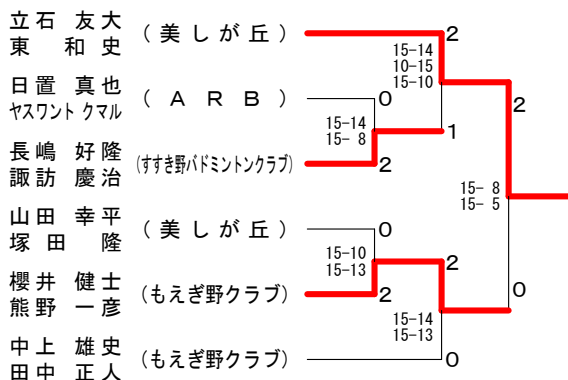 立石 友大
東 和史
(美しが丘)
2
15-14
10-15
15-10
日置 真也
ヤスワント クマル
(ARB)
0
15-14
15- 8
1
2
長嶋 好隆
諏訪 慶治
(すすき野バドミントンクラブ)
2
15- 8
15- 5
山田 幸平
塚田 隆
(美しが丘)
0
15-10
15-13
2
0
櫻井 健士
熊野 一彦
(もえぎ野クラブ)
2
15-14
15-13
中上 雄史
田中 正人
(もえぎ野クラブ)
0